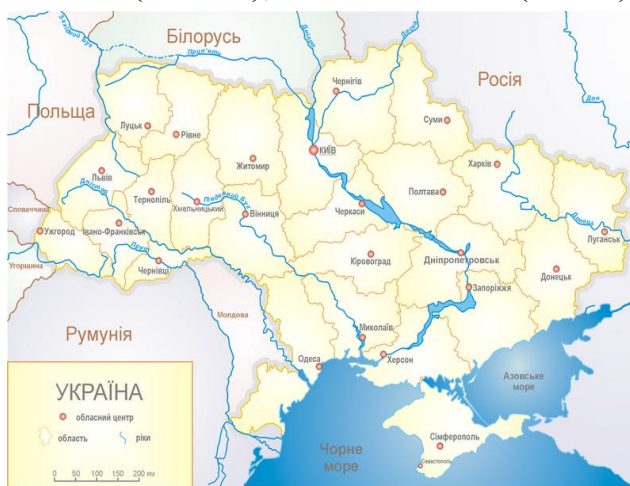 Білорусь
Західний Буг
Прип'ять
Дніпро
Десна
Чернігів
Росія
Дон
Польща
Луцьк
Рівне
Суми
КИЇВ
Житомир
Харків
Львів
Дністер
Тернопіль
Хмельницький
Південний Буг
Вінниця
Полтава
Черкаси
Словаччина
Ужгород
Івано-Франківськ
Донець
Луганськ
Угорщина
Прут
Чернівці
Кіровоград
Дніпропетровськ
Донецьк
Запоріжжя
Молдова
Румунія
Миколаїв
Одеса
Херсон
Азовське
море
УКРАЇНА
обласний центр
область
ріки
0 50 100 150 200 км
Чорне
море
Сімферополь
Севастополь